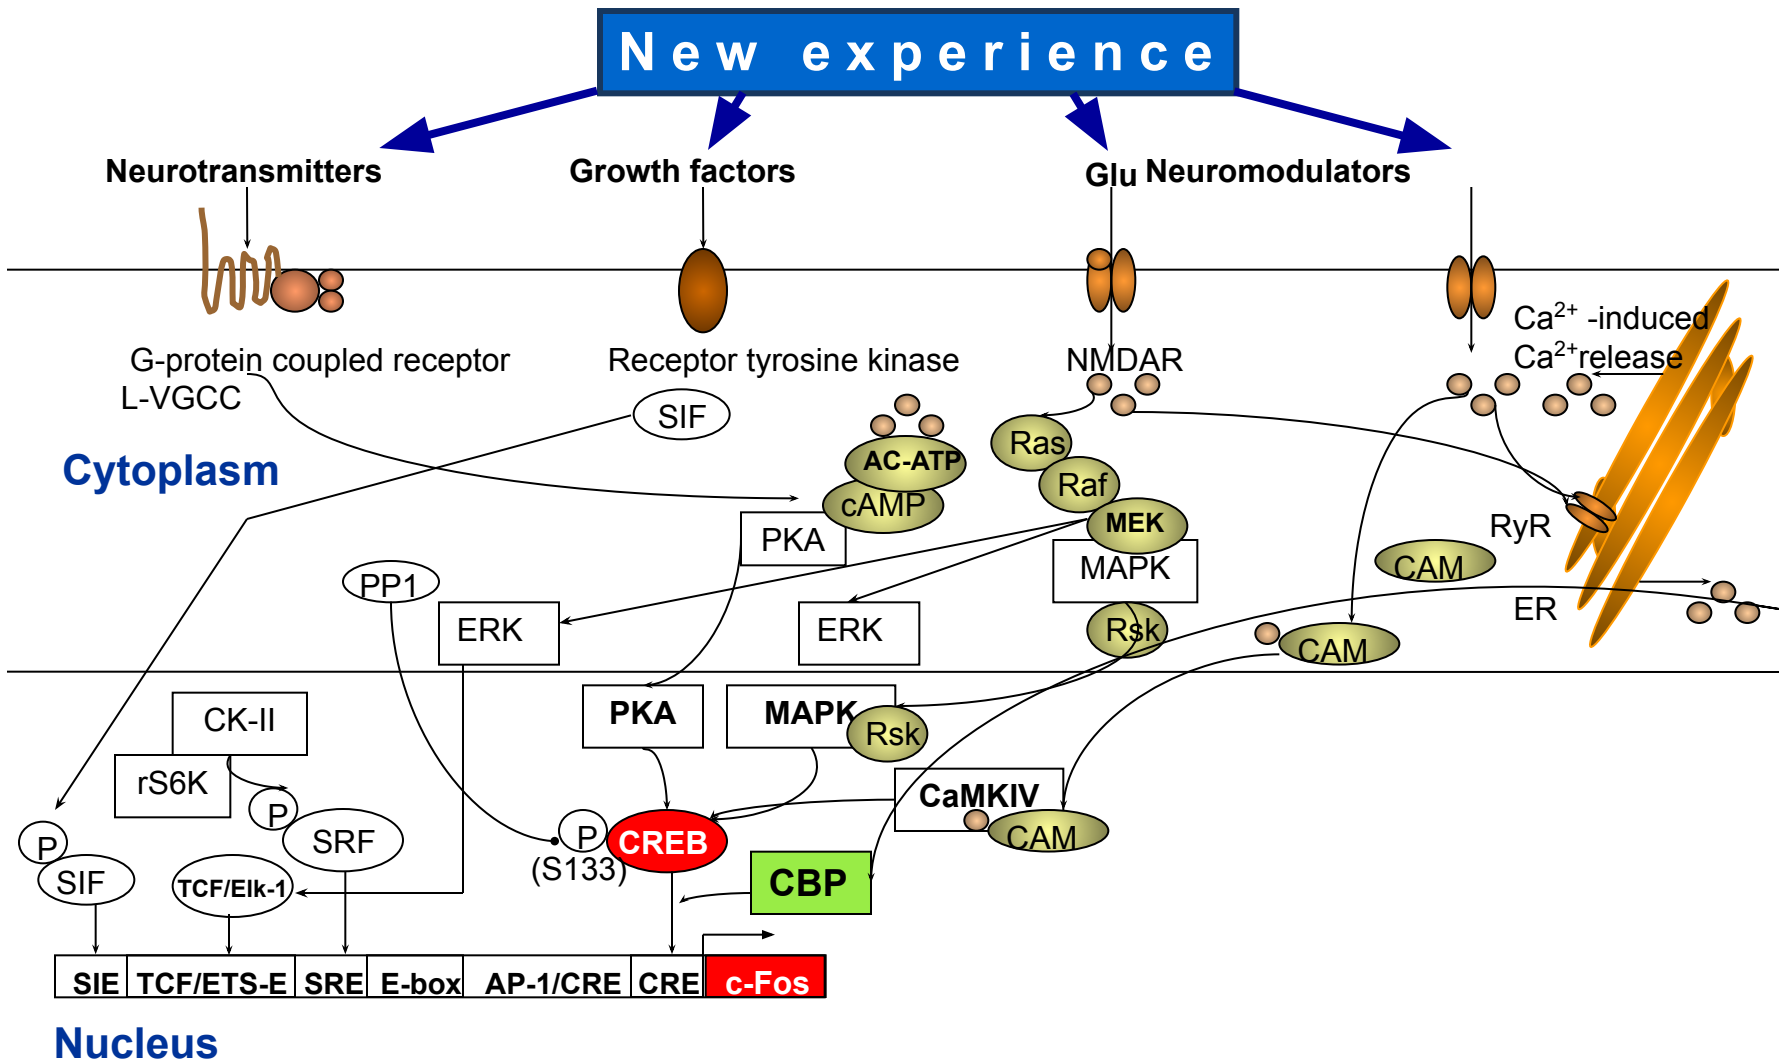 New experience
Neurotransmitters
Growth factors
Glu
Neuromodulators
Ca2+ -induced
Ca2+release
G-protein coupled receptor
L-VGCC
Receptor tyrosine kinase
NMDAR
SIF
Cytoplasm
AC-ATP
cAMP
PKA
Ras
Raf
MEK
MAPK
Rsk
RyR
CAM
ER
CAM
PP1
ERK
ERK
CK-II
rS6K
P
SRF
PKA
MAPK
Rsk
CaMKIV
CAM
P
SIF
TCF/Elk-1
P
(S133)
CREB
CBP
SIE
TCF/ETS-E
SRE
E-box
AP-1/CRE
CRE
c-Fos
Nucleus